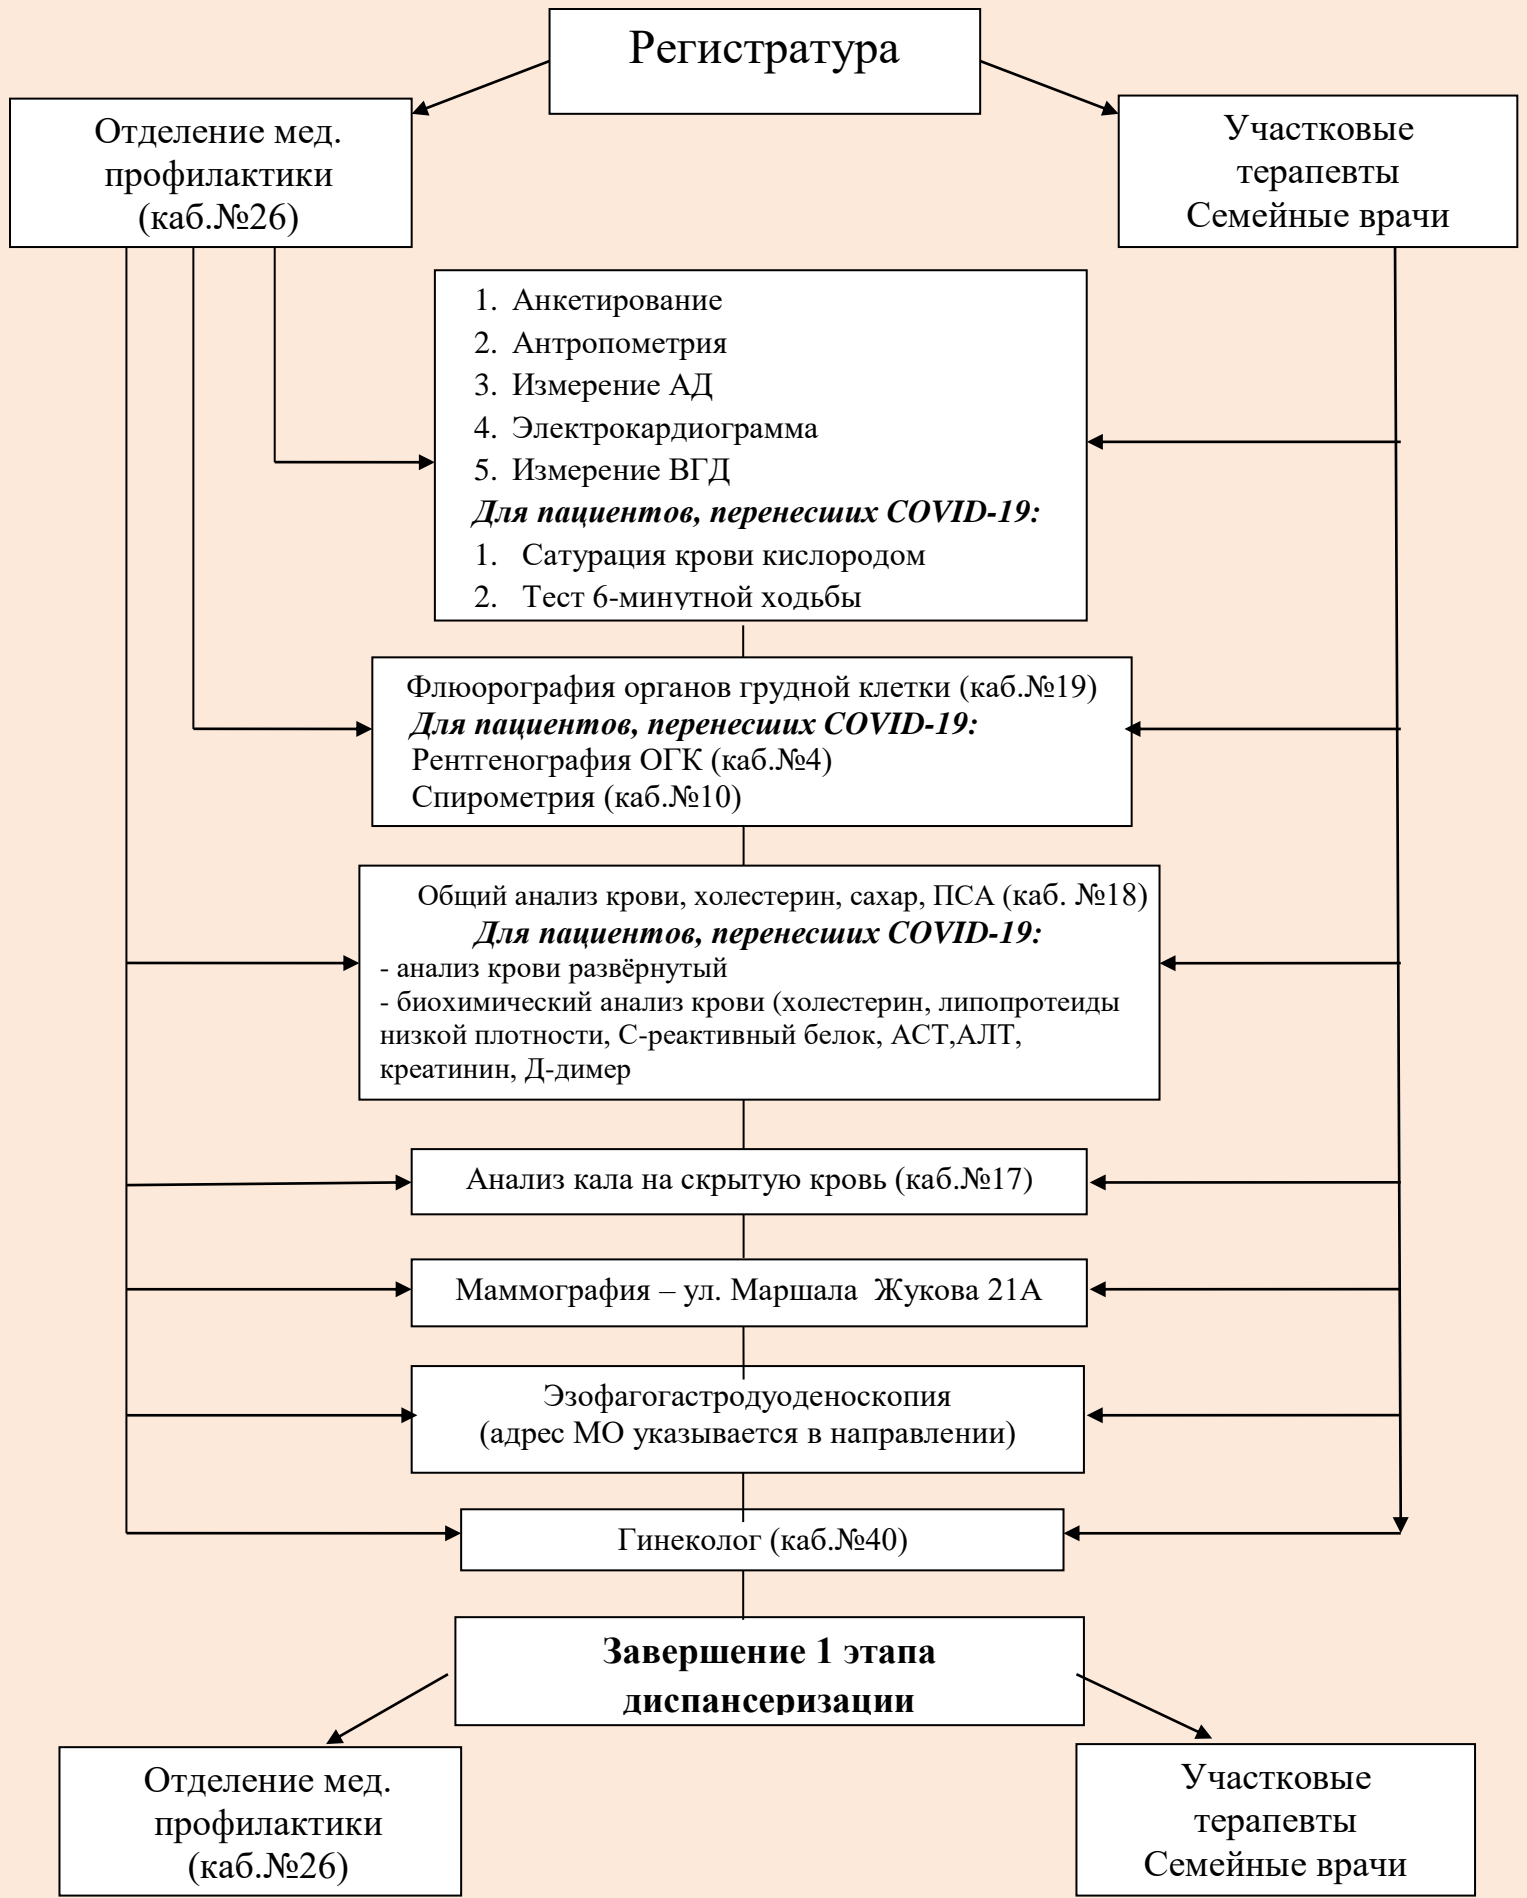 Регистратура
Отделение мед.
профилактики
(каб.№26)
Участковые
терапевты
Семейные врачи
1. Анкетирование
2. Антропометрия
3. Измерение АД
4. Электрокардиограмма
5. Измерение ВГД
Для пациентов, перенесших COVID-19:
1. Сатурация крови кислородом
2. Тест 6-минутной ходьбы
Флюорография органов грудной клетки (каб.№19)
Для пациентов, перенесших COVID-19:
Рентгенография ОГК (каб.№4)
Спирометрия (каб.№10)
Общий анализ крови, холестерин, сахар, ПСА (каб. №18)
Для пациентов, перенесших COVID-19:
- анализ крови развёрнутый
- биохимический анализ крови (холестерин, липопротеиды
низкой плотности, С-реактивный белок, АСТ,АЛТ,
креатинин, Д-димер
Анализ кала на скрытую кровь (каб.№17)
Маммография – ул. Маршала Жукова 21А
Эзофагогастродуоденоскопия
(адрес МО указывается в направлении)
Гинеколог (каб.№40)
Завершение 1 этапа
диспансеризации
Отделение мед.
профилактики
(каб.№26)
Участковые
терапевты
Семейные врачи